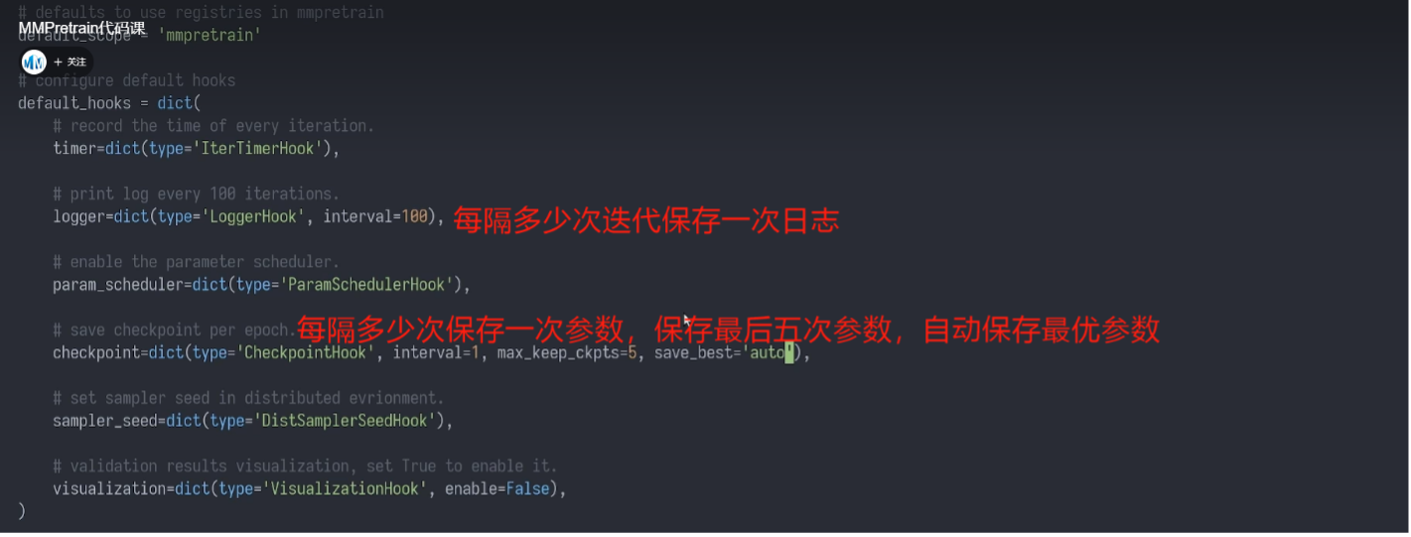 # defaults to use registries in mmpretrain
MMPretrain代码课
default_scope = 'mmpretrain'
+ 关注
# configure default hooks
default_hooks = dict(
# record the time of every iteration.
timer=dict(type='IterTimerHook'),
# print log every 100 iterations.
logger=dict(type='LoggerHook', interval=100), 每隔多少次迭代保存一次日志
# enable the parameter scheduler.
param_scheduler=dict(type='ParamSchedulerHook'),
# save checkpoint per epoch. 每隔多少次保存一次参数，保存最后五次参数，自动保存最优参数
checkpoint=dict(type='CheckpointHook', interval=1, max_keep_ckpts=5, save_best='auto'),
# set sampler seed in distributed evrionment.
sampler_seed=dict(type='DistSamplerSeedHook'),
# validation results visualization, set True to enable it.
visualization=dict(type='VisualizationHook', enable=False),
)